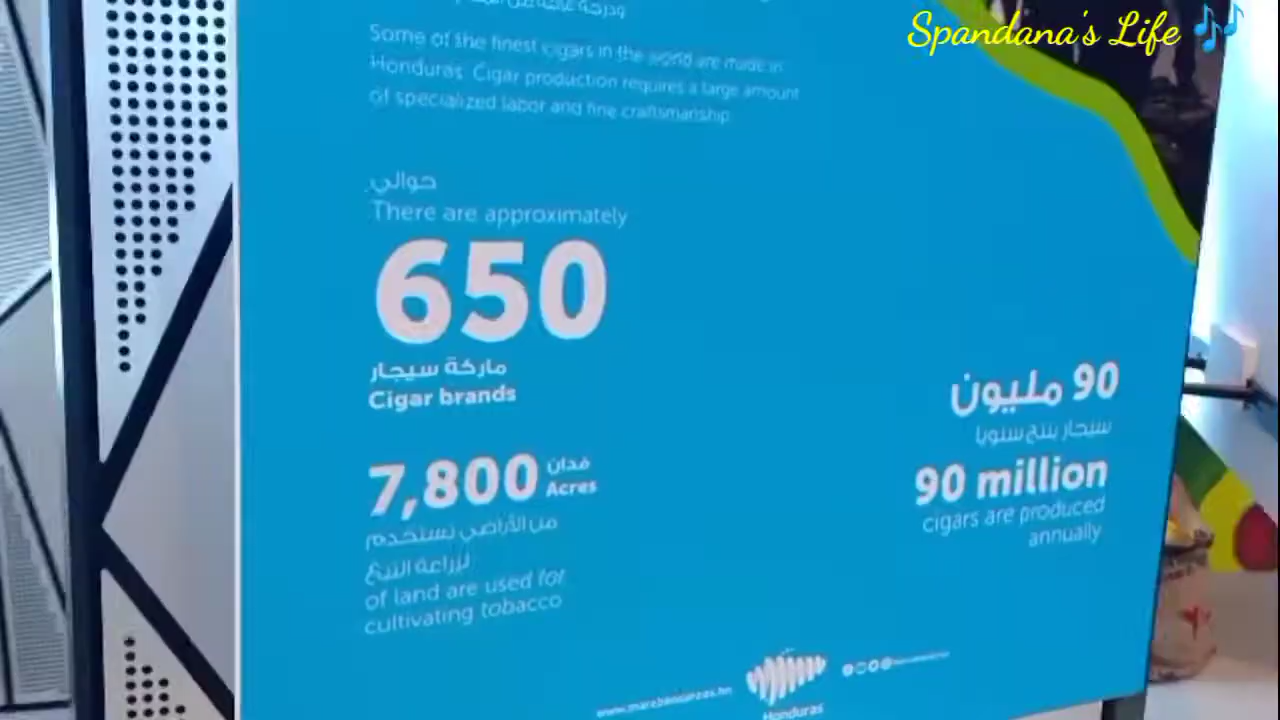 Spandana's Life
Some of the finest cigars in the world are made in
Honduras. Cigar production requires a large amount
of specialized labor and fine craftsmanship.
حوالي
There are approximately
650
ماركة سيجار
Cigar brands
7,800 فدان
Acres
من الأراضي تستخدم
لزراعة التبغ
of land are used for
cultivating tobacco
90 مليون
سيجار ينتج سنويا
90 million
cigars are produced
annually
Honduras